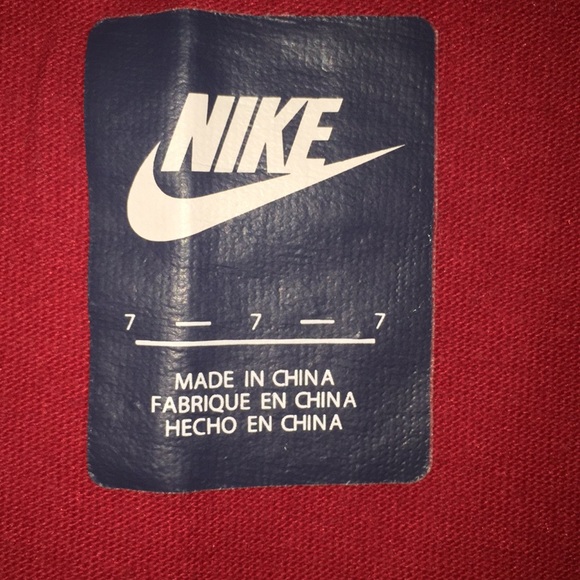 NIKE
7 — 7 — 7
MADE IN CHINA
FABRIQUE EN CHINA
HECHO EN CHINA